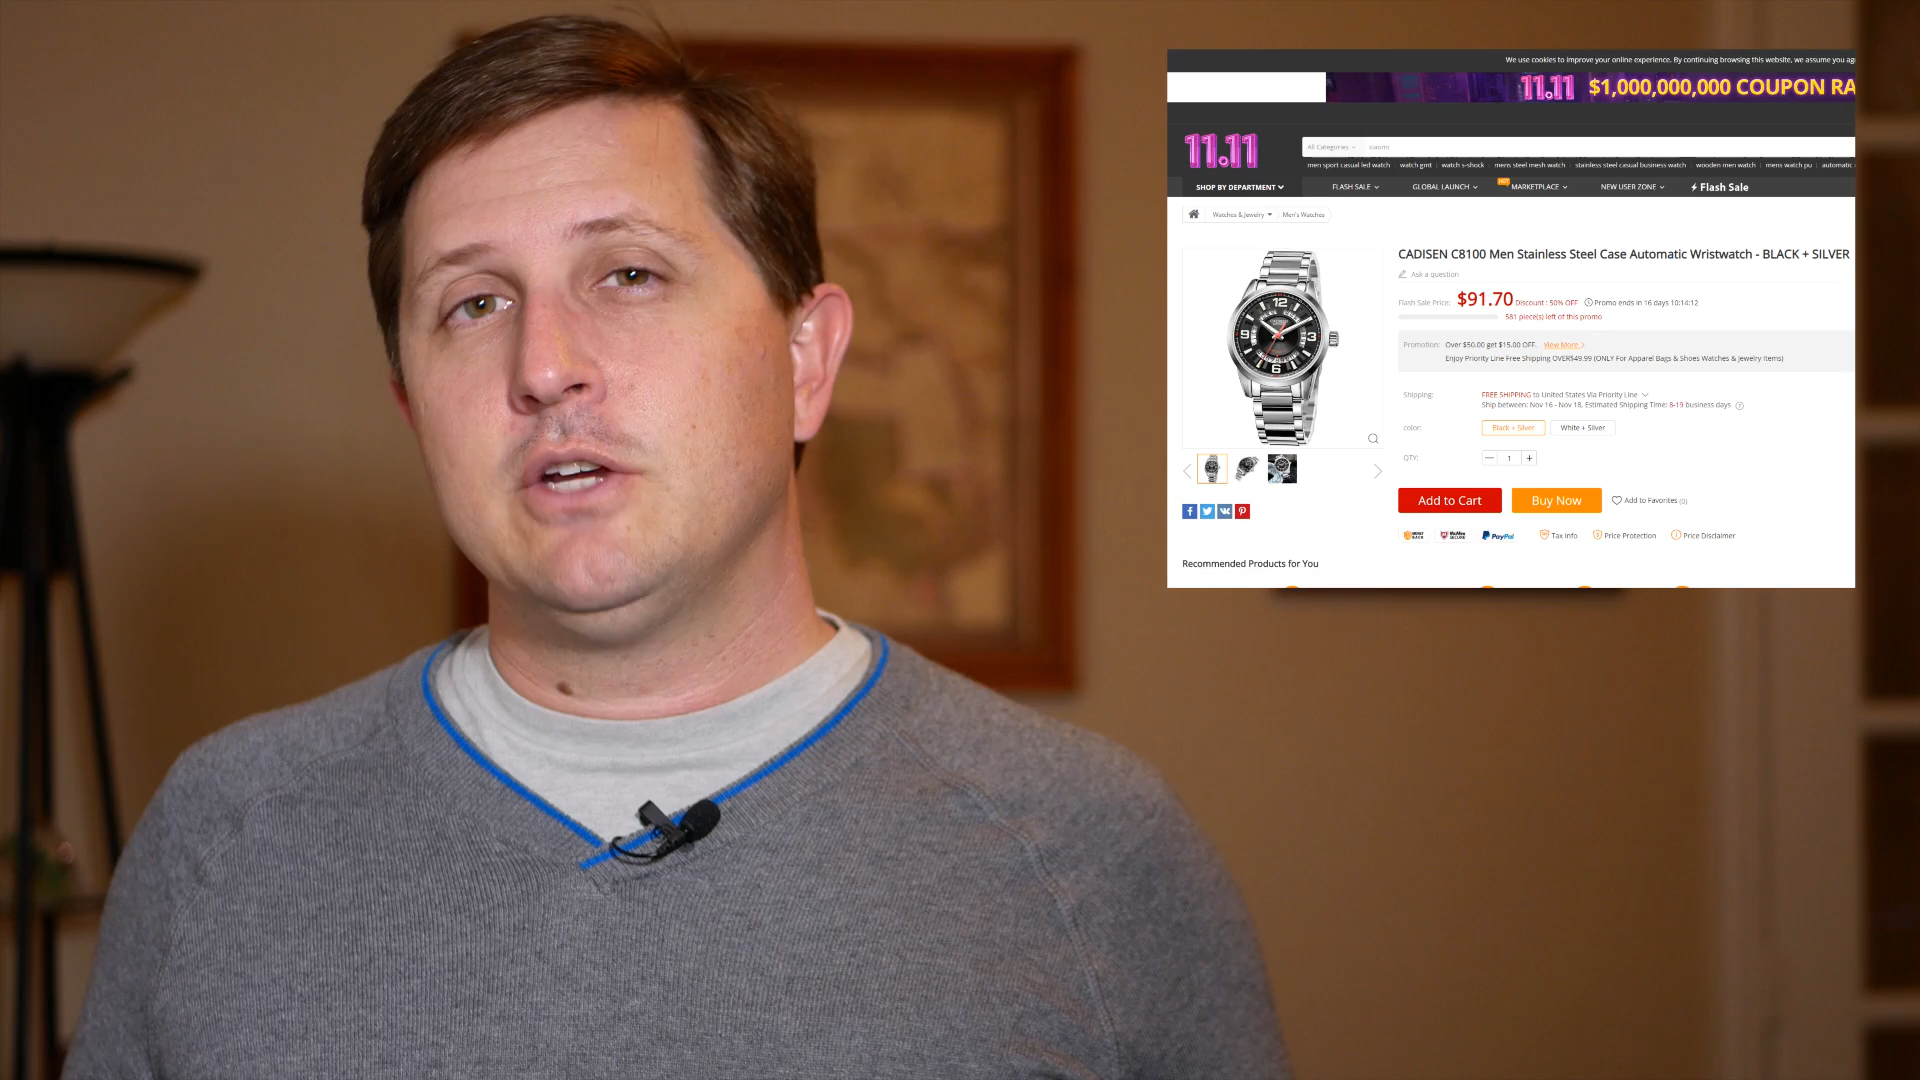 We use cookies to improve your online experience. By continuing browsing this website, we assume you ag
11.11 $1,000,000,000 COUPON RA
11.11
All Categories xiaomi
men sport casual led watch watch gmt watch s-shock mens steel mesh watch stainless steel casual business watch wooden men watch mens watch pu automatic
SHOP BY DEPARTMENT FLASH SALE GLOBAL LAUNCH HOT MARKETPLACE NEW USER ZONE Flash Sale
Watches & Jewelry Men's Watches
CADISEN C8100 Men Stainless Steel Case Automatic Wristwatch - BLACK + SILVER
Ask a question
Flash Sale Price: $91.70 Discount : 50% OFF Promo ends in 16 days 10:14:12
581 piece(s) left of this promo
Promotion: Over $50.00 get $15.00 OFF. View More
Enjoy Priority Line Free Shipping OVER$49.99 (ONLY For Apparel Bags & Shoes Watches & Jewelry Items)
Shipping: FREE SHIPPING to United States Via Priority Line
Ship between: Nov 16 - Nov 18, Estimated Shipping Time: 8-19 business days
color: Black + Silver White + Silver
QTY: 1
Add to Cart Buy Now Add to Favorites (0)
McAfee SECURE PayPal Tax Info Price Protection Price Disclaimer
Recommended Products for You
12
3
6